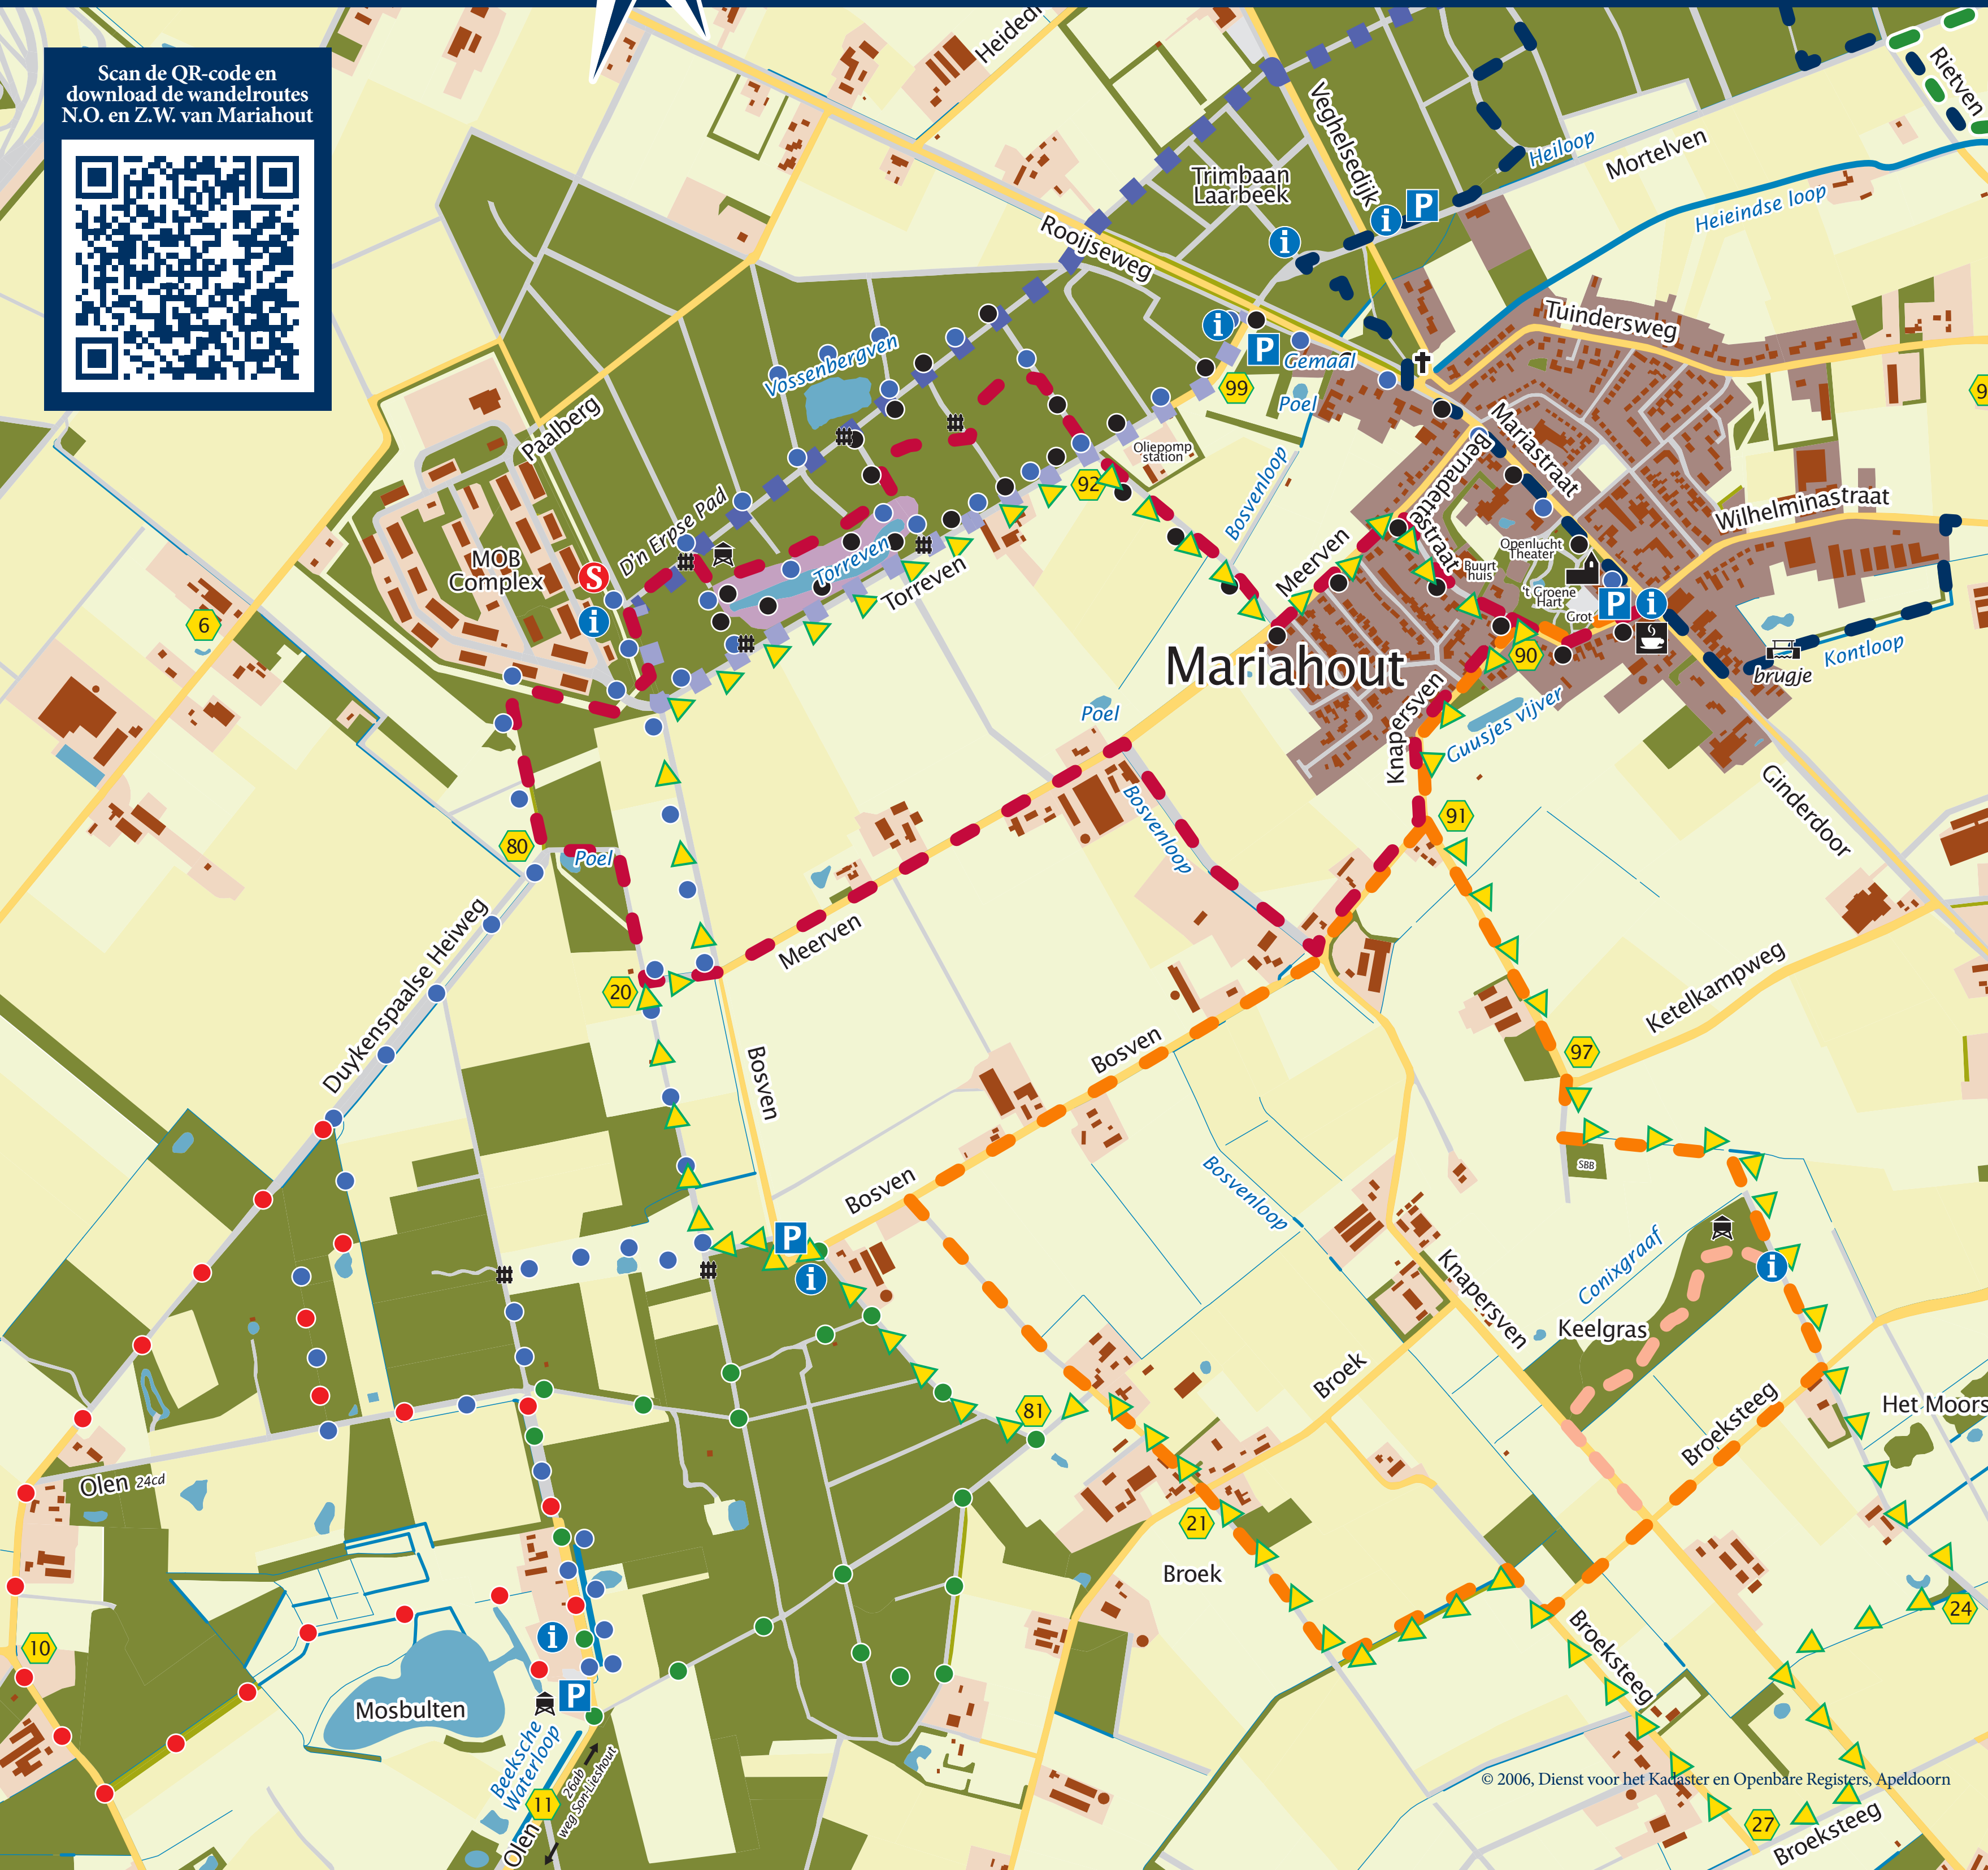 Scan de QR-code en
download de wandelroutes
N.O. en Z.W. van Mariahout
Rietven
Veghelsedijk
Heiloop
Mortelven
Trimbaan
Laarbeek
i
P
i
Heieindse loop
Rooijseweg
Tuindersweg
i
P
Gemaal
Vossenbergven
99
Poel
Paalberg
Mariastraat
Bernadettestraat
Oliepomp
station
92
Bosvenloop
Wilhelminastraat
D'n Erpse Pad
MOB
Complex
S
Torreven
Torreven
Openlucht
Theater
Meerven
Buurt
huis
't Groene
Hart
Grot
P
i
6
i
90
Mariahout
Kontloop
brugje
Poel
Knapersven
Guusjes vijver
Ginderdoor
Bosvenloop
91
80
Poel
Duykenspaalse Heiweg
Meerven
20
Ketelkampweg
Bosven
Bosven
97
Bosvenloop
SBB
Bosven
P
i
Conixgraaf
i
Knapersven
Keelgras
Broek
Broeksteeg
81
Het Moors
Olen 24cd
21
Broek
24
i
10
Broeksteeg
Mosbulten
P
Beeksche
Waterloop
26ab
weg Son-Lieshout
11
Olen
© 2006, Dienst voor het Kadaster en Openbare Registers, Apeldoorn
27
Broeksteeg